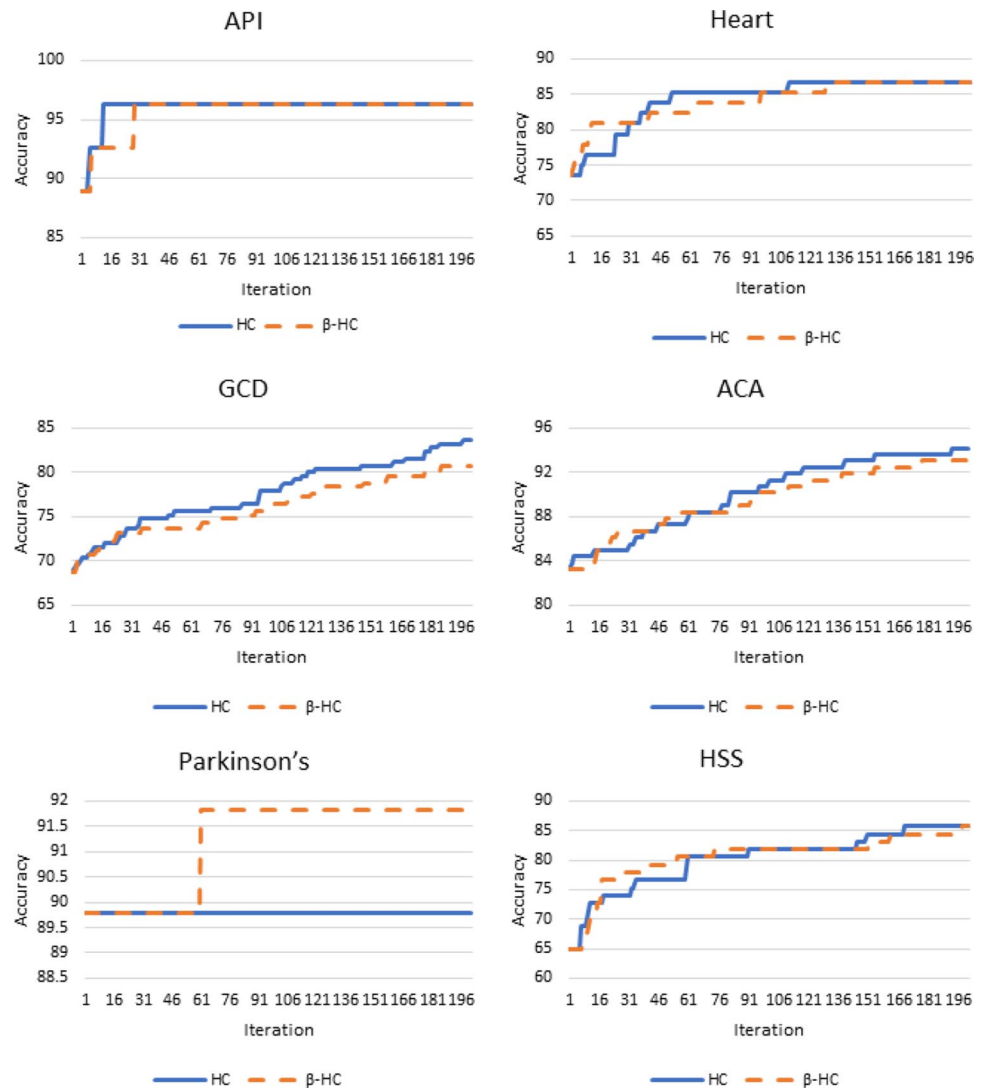 API
100
95
90
85
Accuracy
1 16 31 46 61 76 91 106 121 136 151 166 181 196
Iteration
HC β-HC
Heart
90
85
80
75
70
65
Accuracy
1 16 31 46 61 76 91 106 121 136 151 166 181 196
Iteration
HC β-HC
GCD
85
80
75
70
65
Accuracy
1 16 31 46 61 76 91 106 121 136 151 166 181 196
Iteration
HC β-HC
ACA
96
92
88
84
80
Accuracy
1 16 31 46 61 76 91 106 121 136 151 166 181 196
Iteration
HC β-HC
Parkinson’s
92
91.5
91
90.5
90
89.5
89
88.5
Accuracy
1 16 31 46 61 76 91 106 121 136 151 166 181 196
Iteration
HC β-HC
HSS
90
85
80
75
70
65
60
Accuracy
1 16 31 46 61 76 91 106 121 136 151 166 181 196
Iteration
HC β-HC